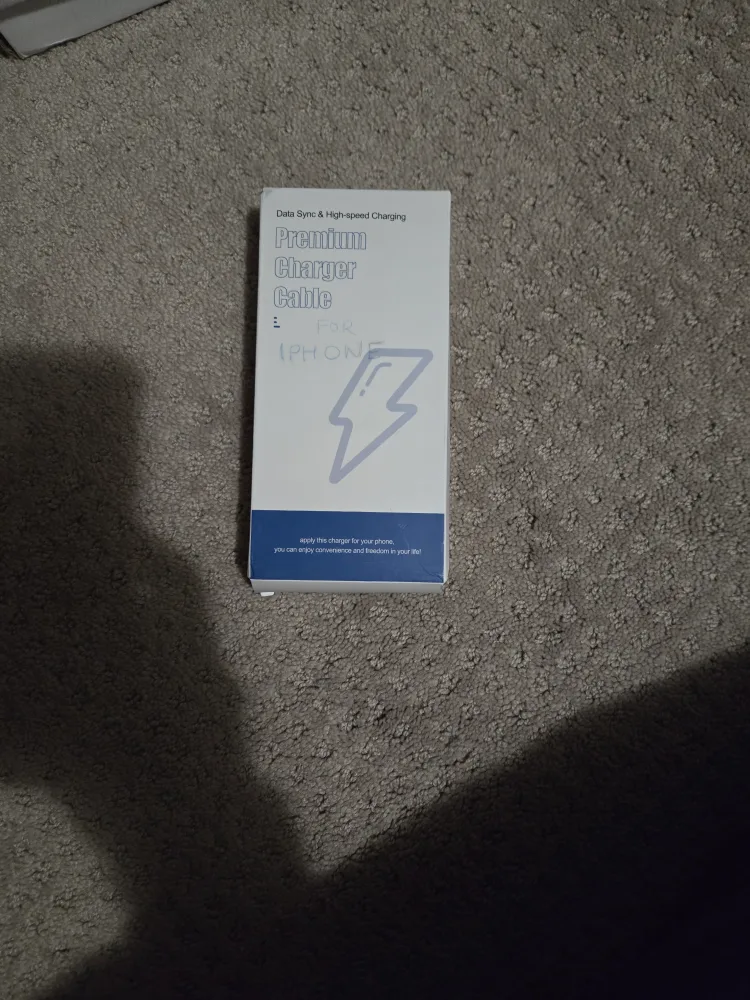 Data Sync & High-speed Charging
Premium
Charger
Cable
FOR
IPHONE
apply this charger for your phone,
you can enjoy convenience and freedom in your life!